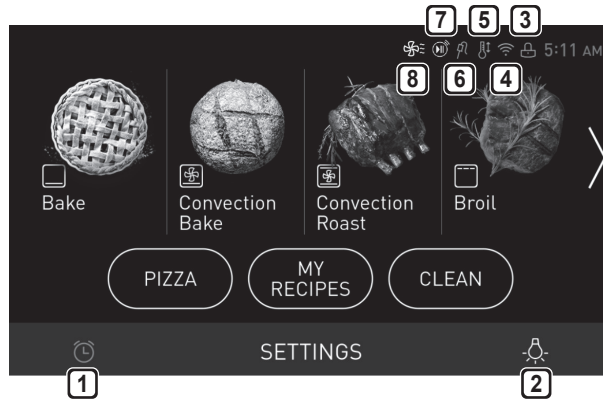 7 5 3
5:11 AM
8 6 4
Bake
Convection
Bake
Convection
Roast
Broil
PIZZA
MY
RECIPES
CLEAN
SETTINGS
1 2